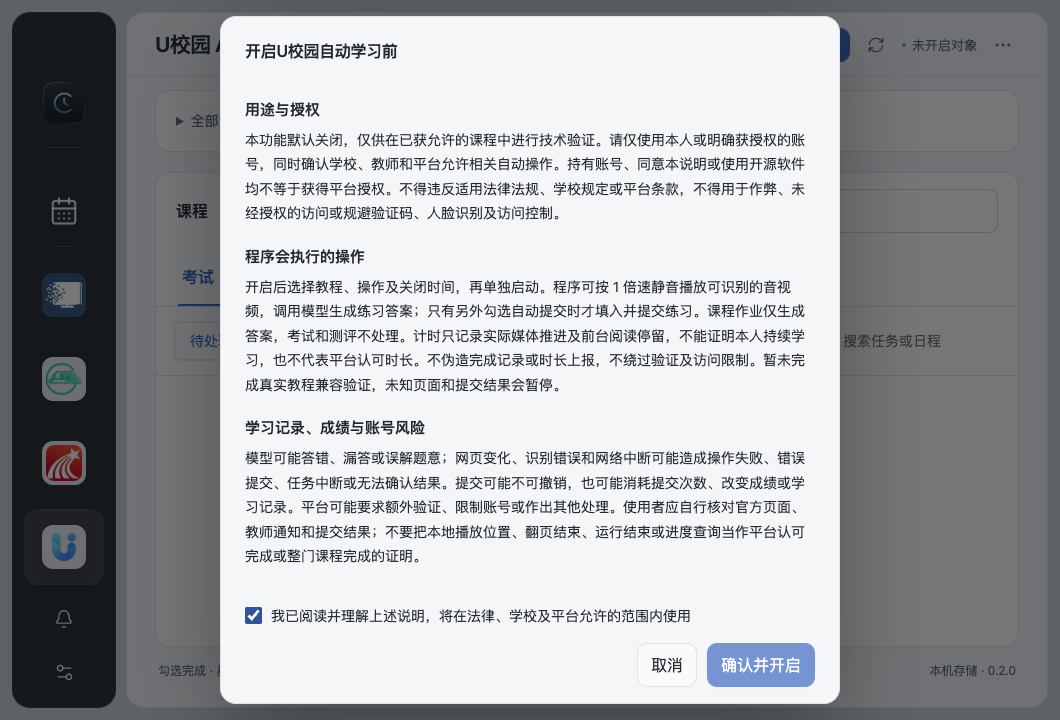 开启U校园自动学习前
U校园
未开启对象
全部
课程
考试
搜索任务或日程
用途与授权
本功能默认关闭，仅供在已获允许的课程中进行技术验证。请仅使用本人或明确获授权的账
号，同时确认学校、教师和平台允许相关自动操作。持有账号、同意本说明或使用开源软件
均不等于获得平台授权。不得违反适用法律法规、学校规定或平台条款，不得用于作弊、未
经授权的访问或规避验证码、人脸识别及访问控制。
程序会执行的操作
开启后选择教程、操作及关闭时间，再单独启动。程序可按 1 倍速静音播放可识别的音视
频，调用模型生成练习答案；只有另外勾选自动提交时才填入并提交练习。课程作业仅生成
答案，考试和测评不处理。计时只记录实际媒体推进及前台阅读停留，不能证明本人持续学
习，也不代表平台认可时长。不伪造完成记录或时长上报，不绕过验证及访问限制。暂未完
成真实教程兼容验证，未知页面和提交结果会暂停。
学习记录、成绩与账号风险
模型可能答错、漏答或误解题意；网页变化、识别错误和网络中断可能造成操作失败、错误
提交、任务中断或无法确认结果。提交可能不可撤销，也可能消耗提交次数、改变成绩或学
习记录。平台可能要求额外验证、限制账号或作出其他处理。使用者应自行核对官方页面、
教师通知和提交结果；不要把本地播放位置、翻页结束、运行结束或进度查询当作平台认可
完成或整门课程完成的证明。
我已阅读并理解上述说明，将在法律、学校及平台允许的范围内使用
取消
确认并开启
勾选完成 ·
本机存储 · 0.2.0